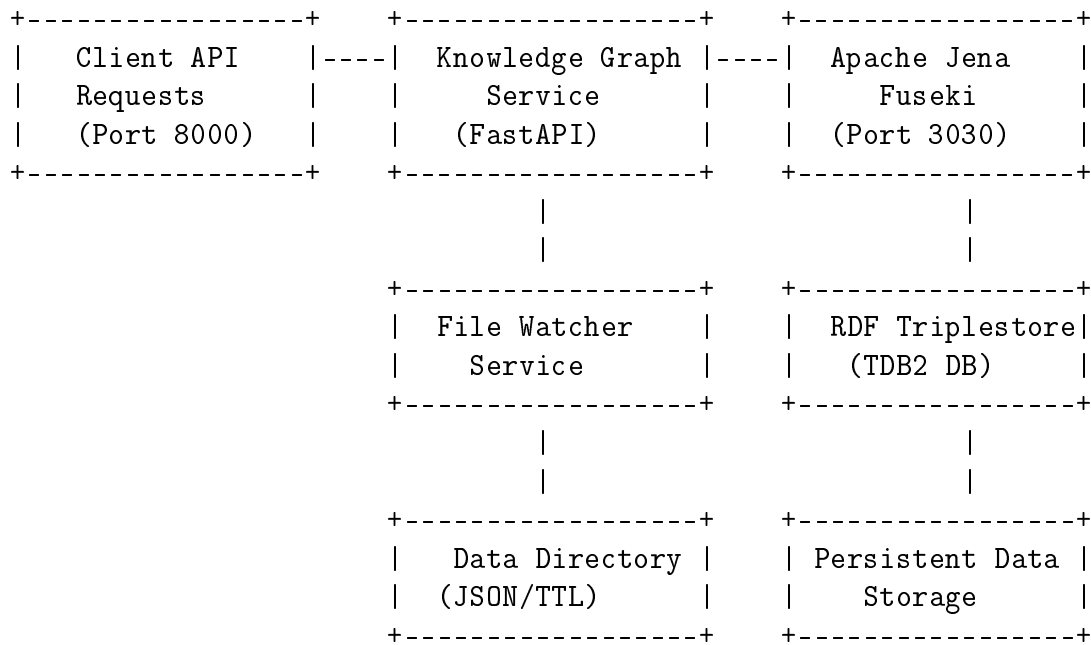 Client API
Requests
(Port 8000)
Knowledge Graph
Service
(FastAPI)
Apache Jena
Fuseki
(Port 3030)
File Watcher
Service
RDF Triplestore
(TDB2 DB)
Data Directory
(JSON/TTL)
Persistent Data
Storage